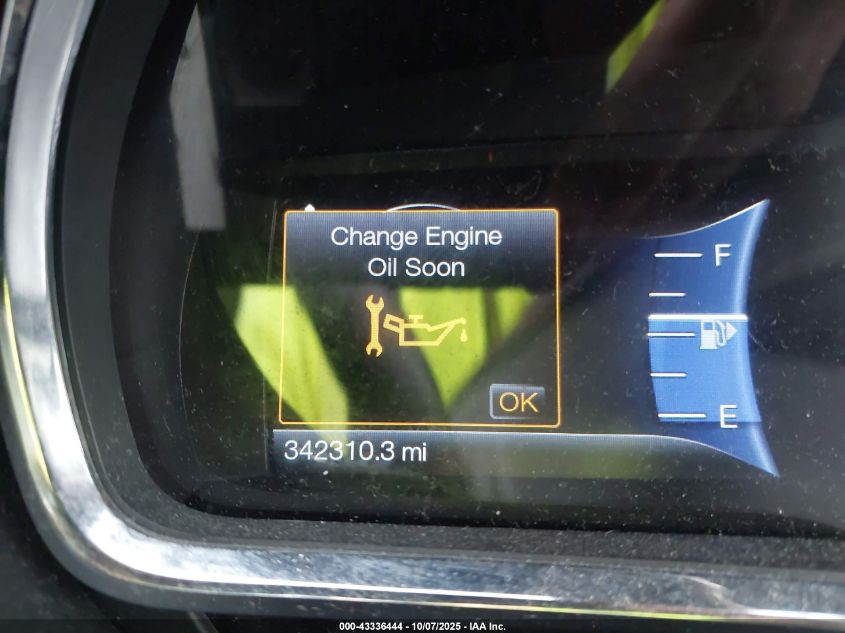 Change Engine
Oil Soon
F
OK
E
342310.3 mi
000-43336444 - 10/07/2025 - IAA Inc.